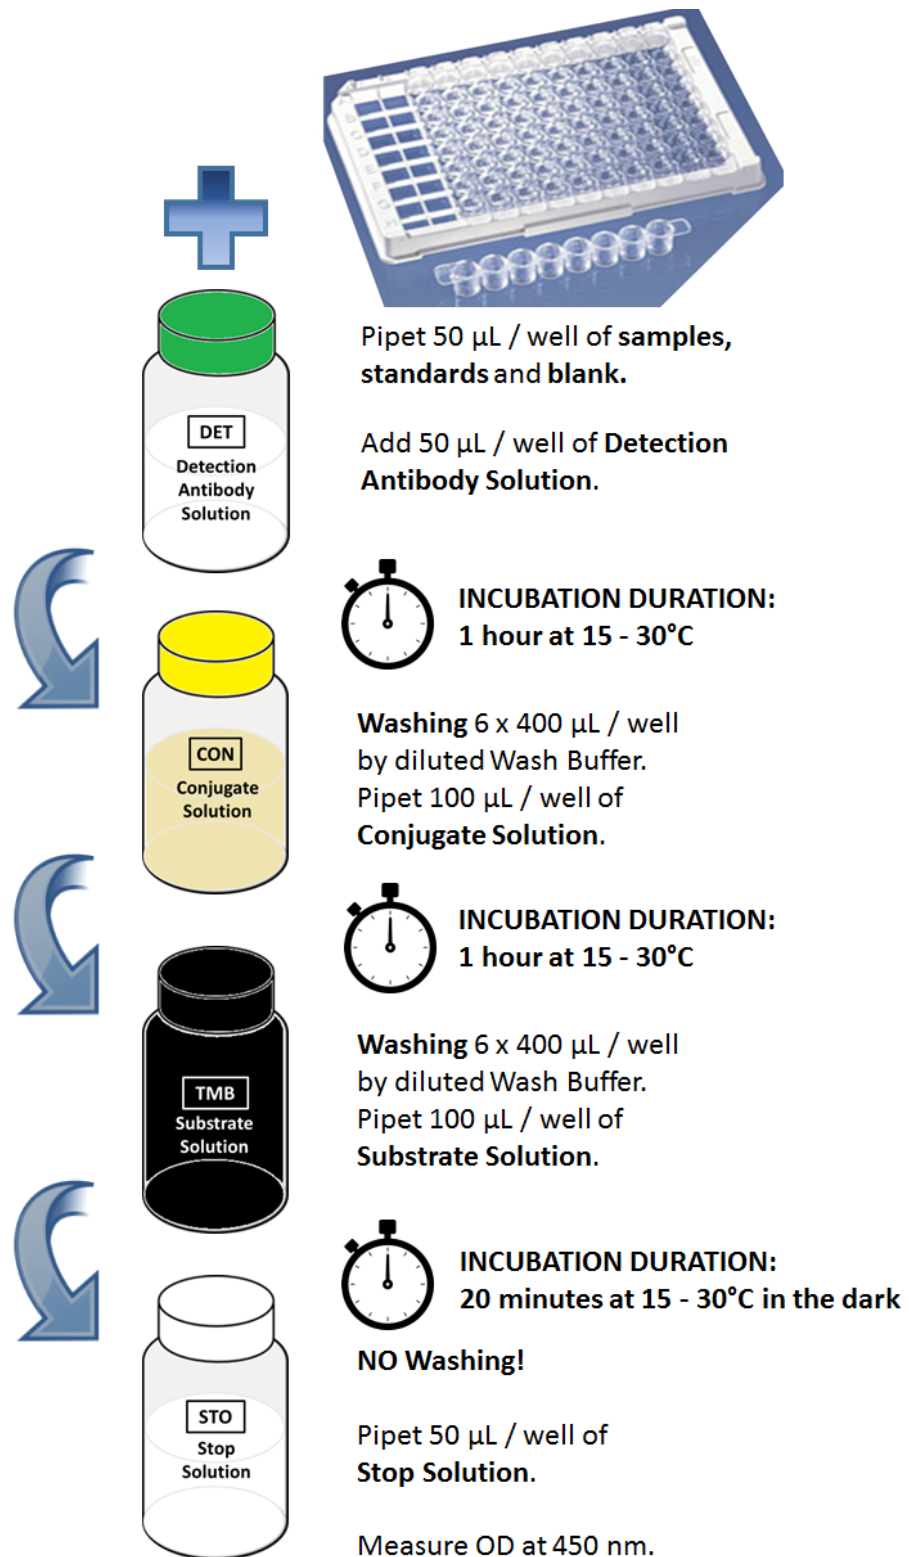 Pipet 50 µL / well of samples,
standards and blank.
DET
Detection
Antibody
Solution
Add 50 µL / well of Detection
Antibody Solution.
INCUBATION DURATION:
1 hour at 15 - 30°C
CON
Conjugate
Solution
Washing 6 x 400 µL / well
by diluted Wash Buffer.
Pipet 100 µL / well of
Conjugate Solution.
INCUBATION DURATION:
1 hour at 15 - 30°C
TMB
Substrate
Solution
Washing 6 x 400 µL / well
by diluted Wash Buffer.
Pipet 100 µL / well of
Substrate Solution.
INCUBATION DURATION:
20 minutes at 15 - 30°C in the dark
NO Washing!
STO
Stop
Solution
Pipet 50 µL / well of
Stop Solution.
Measure OD at 450 nm.